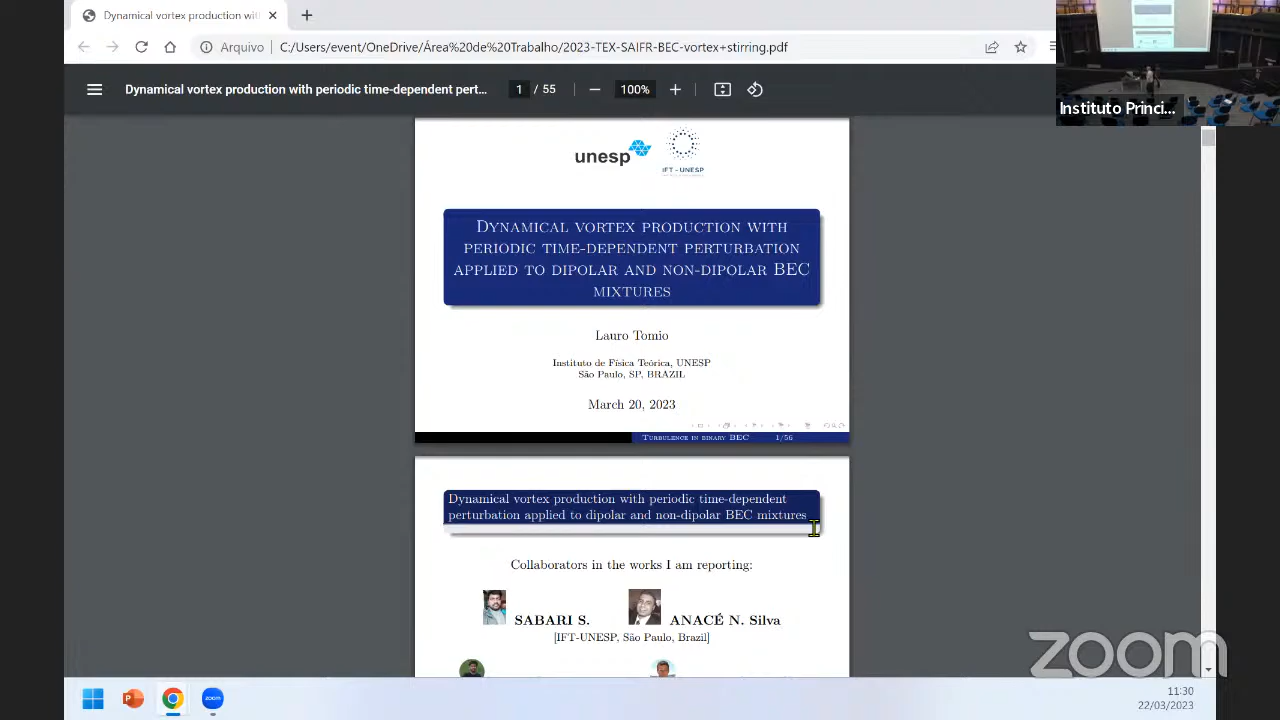 Dynamical vortex production wit
Arquivo
C:/Users/evento/OneDrive/Área%20de%20Trabalho/2023-TEX-SAIFR-BEC-vortex+stirring.pdf
Dynamical vortex production with periodic time-dependent pert...
1 / 55
100%
Instituto Princi...
unesp
IFT - UNESP
DYNAMICAL VORTEX PRODUCTION WITH
PERIODIC TIME-DEPENDENT PERTURBATION
APPLIED TO DIPOLAR AND NON-DIPOLAR BEC
MIXTURES
Lauro Tomio
Instituto de Física Teórica, UNESP
São Paulo, SP, BRAZIL
March 20, 2023
TURBULENCE IN BINARY BEC
1/56
Dynamical vortex production with periodic time-dependent
perturbation applied to dipolar and non-dipolar BEC mixtures
Collaborators in the works I am reporting:
SABARI S.
ANACÉ N. Silva
[IFT-UNESP, São Paulo, Brazil]
zoom
zoom
11:30
22/03/2023